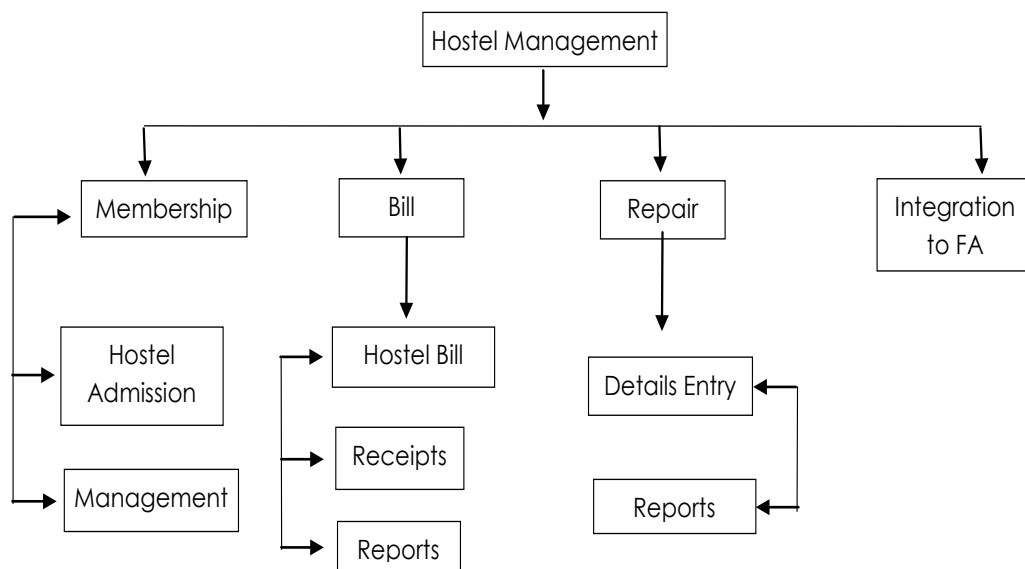 Hostel Management
Membership
Bill
Repair
Integration
to FA
Hostel
Admission
Hostel Bill
Details Entry
Receipts
Management
Reports
Reports